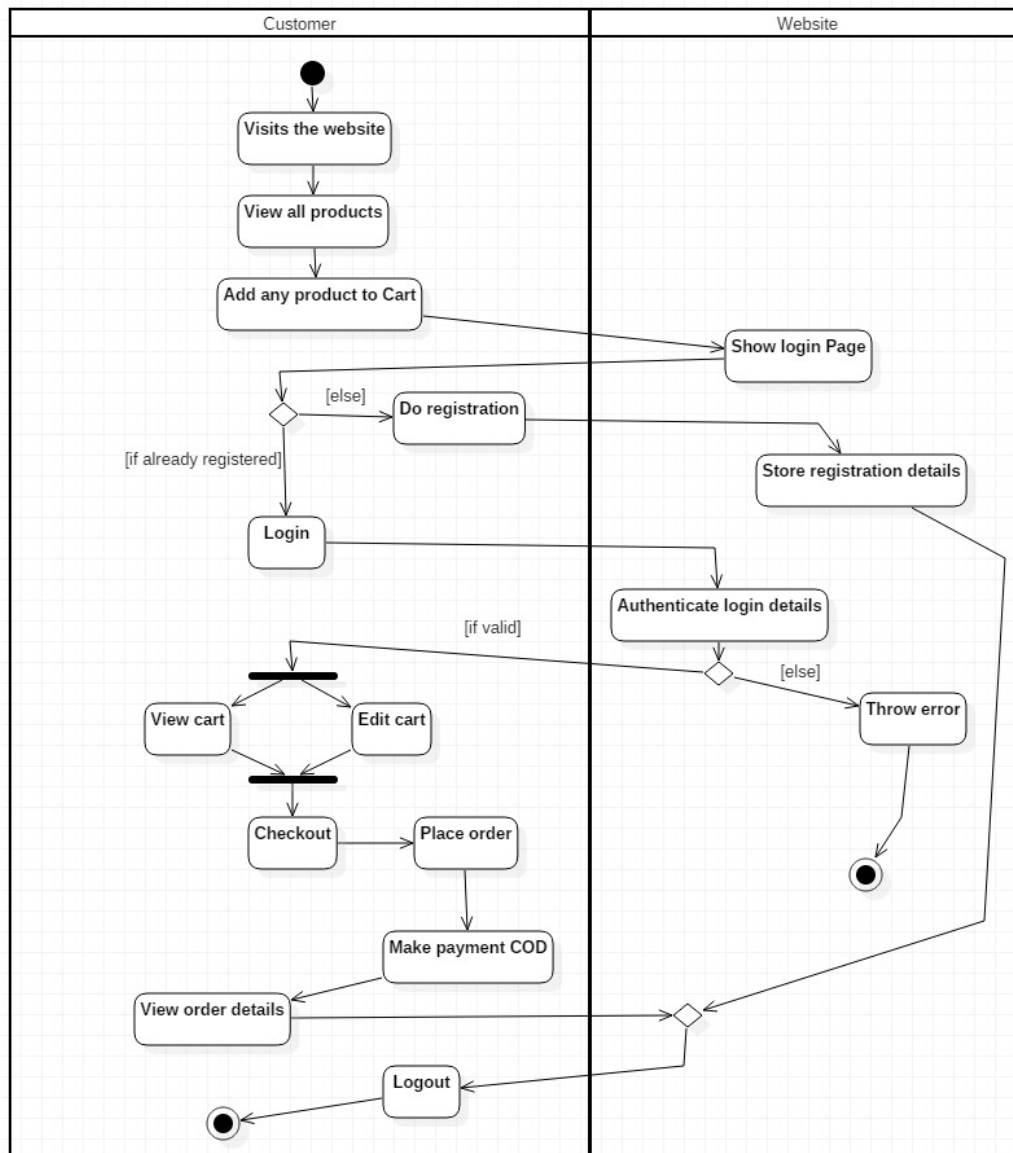 Customer
Website
Visits the website
View all products
Add any product to Cart
Show login Page
[else]
Do registration
[if already registered]
Store registration details
Login
Authenticate login details
[if valid]
[else]
View cart
Edit cart
Throw error
Checkout
Place order
Make payment COD
View order details
Logout